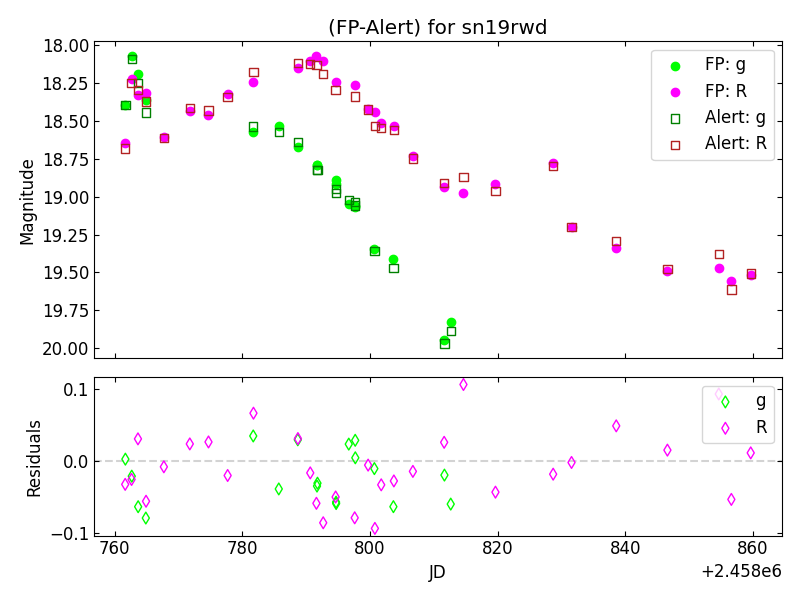 (FP-Alert) for sn19rwd
18.00
18.25
18.50
18.75
19.00
19.25
19.50
19.75
20.00
Magnitude
FP: g
FP: R
Alert: g
Alert: R
0.1
0.0
−0.1
Residuals
g
R
760
780
800
820
840
860
JD
+2.458e6